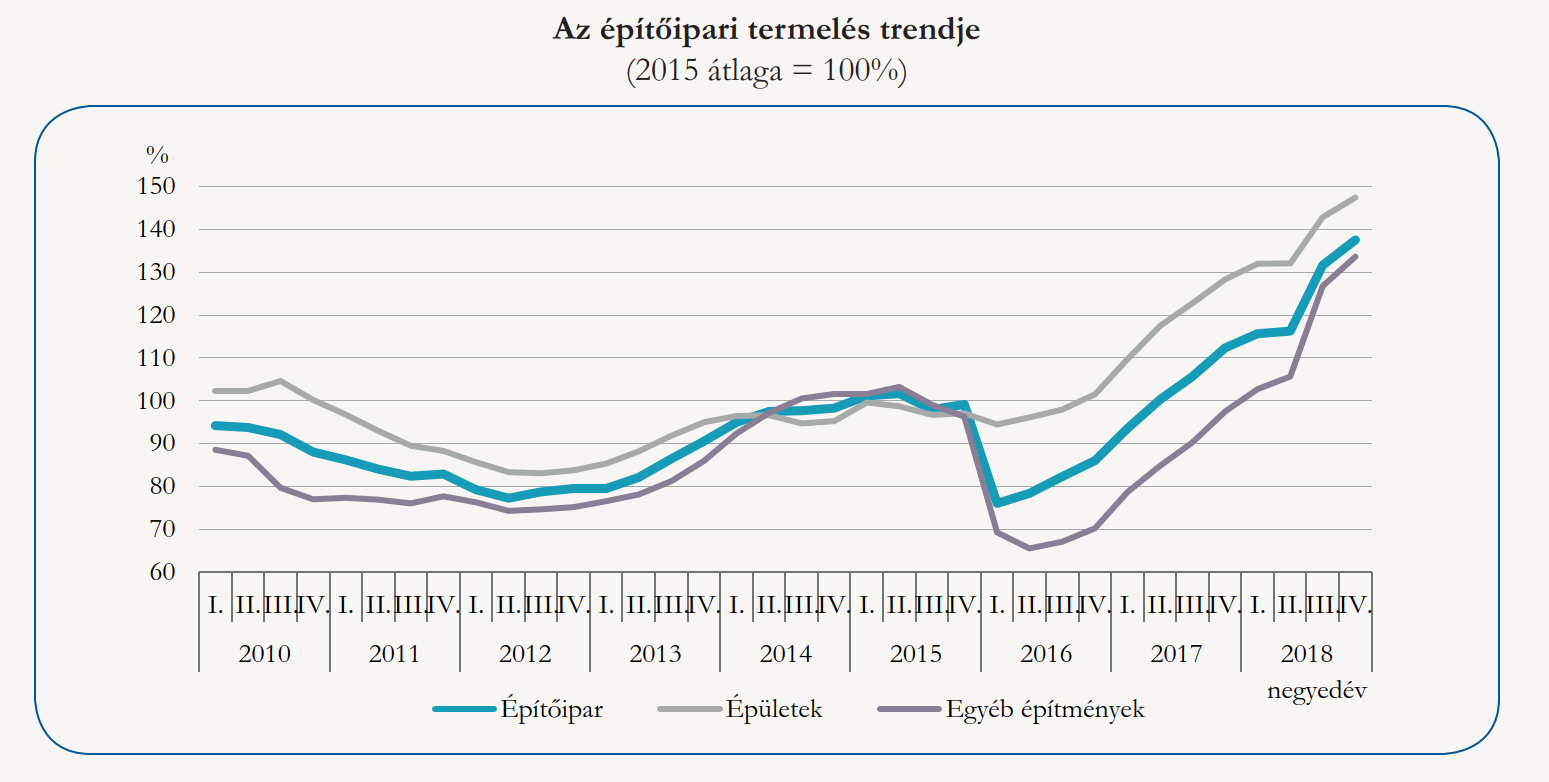 Az építőipari termelés trendje
(2015 átlaga = 100%)
%
150
140
130
120
110
100
90
80
70
60
I. II. III. IV. I. II. III. IV. I. II. III. IV. I. II. III. IV. I. II. III. IV. I. II. III. IV. I. II. III. IV. I. II. III. IV. I. II. III. IV.
2010 2011 2012 2013 2014 2015 2016 2017 2018
negyedév
Építőipar Épületek Egyéb építmények